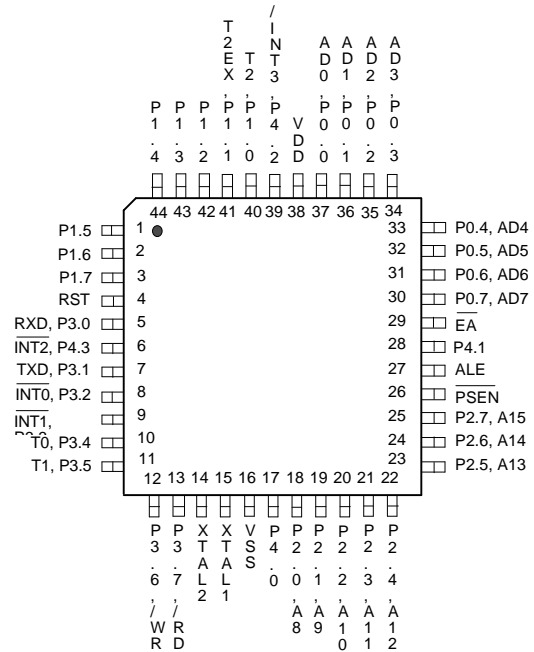 P1.4
P1.3
P1.2
T2EX,P1.1
T2,P1.0
/INT3,P4.2
VDD
AD0,P0.0
AD1,P0.1
AD2,P0.2
AD3,P0.3
44 43 42 41 40 39 38 37 36 35 34
P1.5 1
P1.6 2
P1.7 3
RST 4
RXD, P3.0 5
INT2, P4.3 6
TXD, P3.1 7
INT0, P3.2 8
INT1, 9
T0, P3.4 10
T1, P3.5 11
33 P0.4, AD4
32 P0.5, AD5
31 P0.6, AD6
30 P0.7, AD7
29 EA
28 P4.1
27 ALE
26 PSEN
25 P2.7, A15
24 P2.6, A14
23 P2.5, A13
12 13 14 15 16 17 18 19 20 21 22
P3.6,/WR
P3.7,/RD
XTAL2
XTAL1
VSS
P4.0
P2.0,A8
P2.1,A9
P2.2,A10
P2.3,A11
P2.4,A12